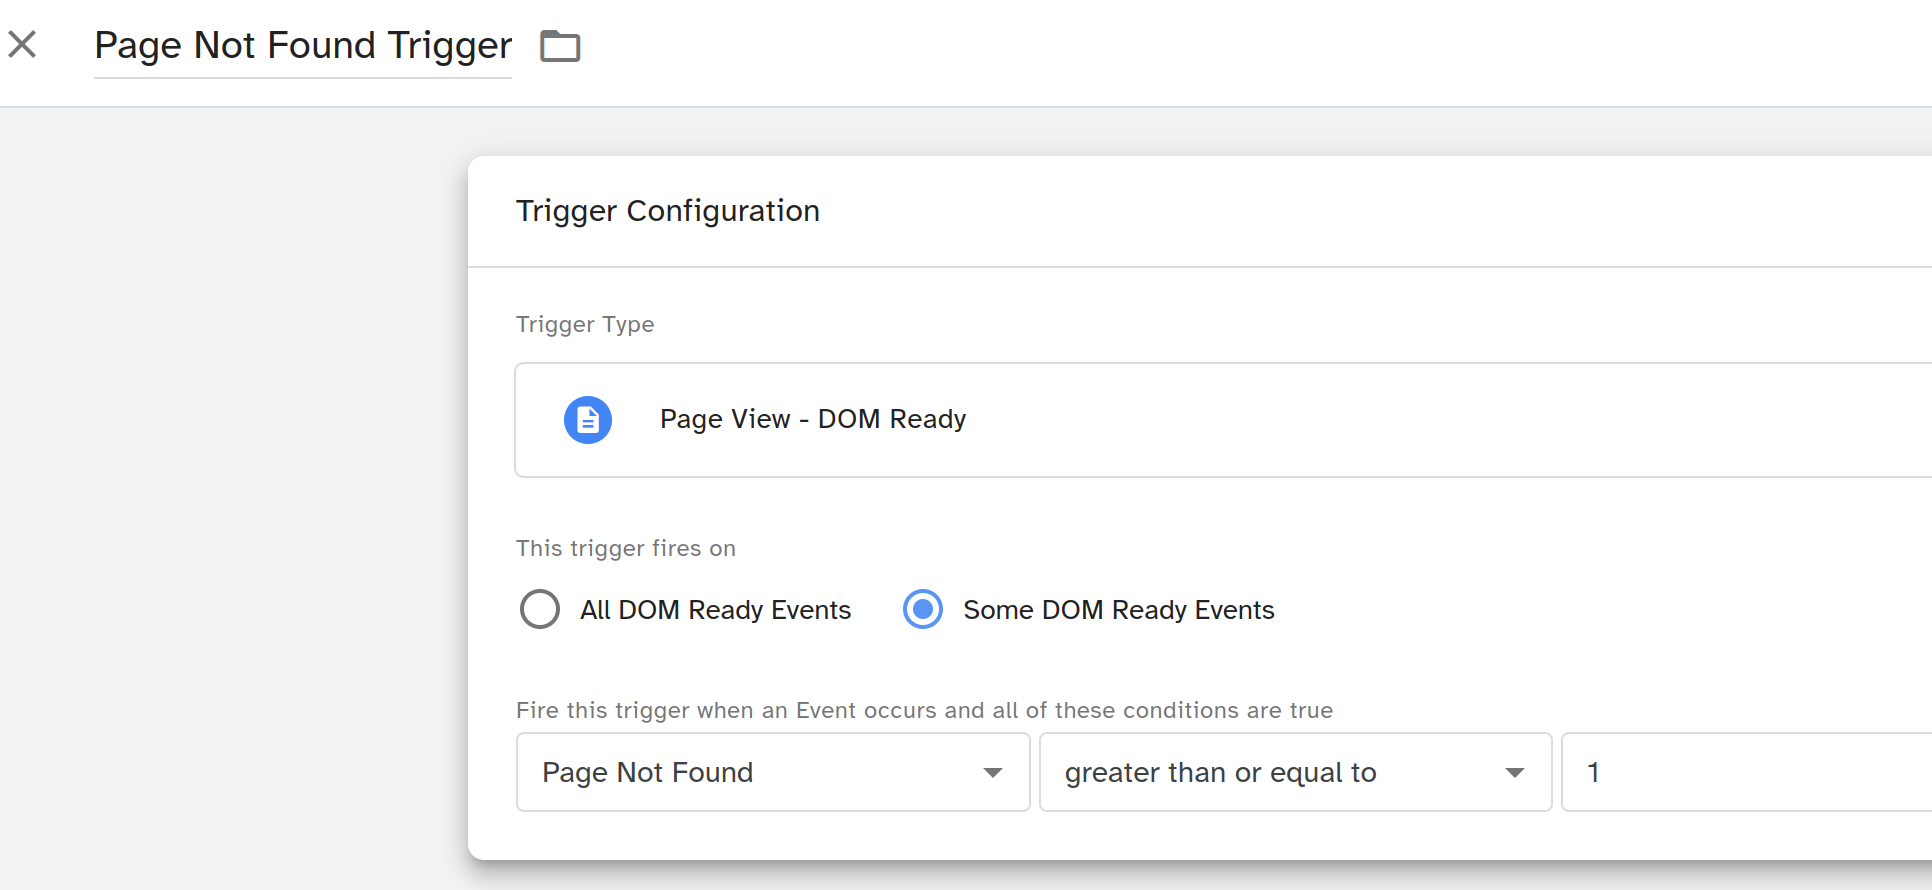 Page Not Found Trigger
Trigger Configuration
Trigger Type
Page View - DOM Ready
This trigger fires on
All DOM Ready Events Some DOM Ready Events
Fire this trigger when an Event occurs and all of these conditions are true
Page Not Found greater than or equal to 1